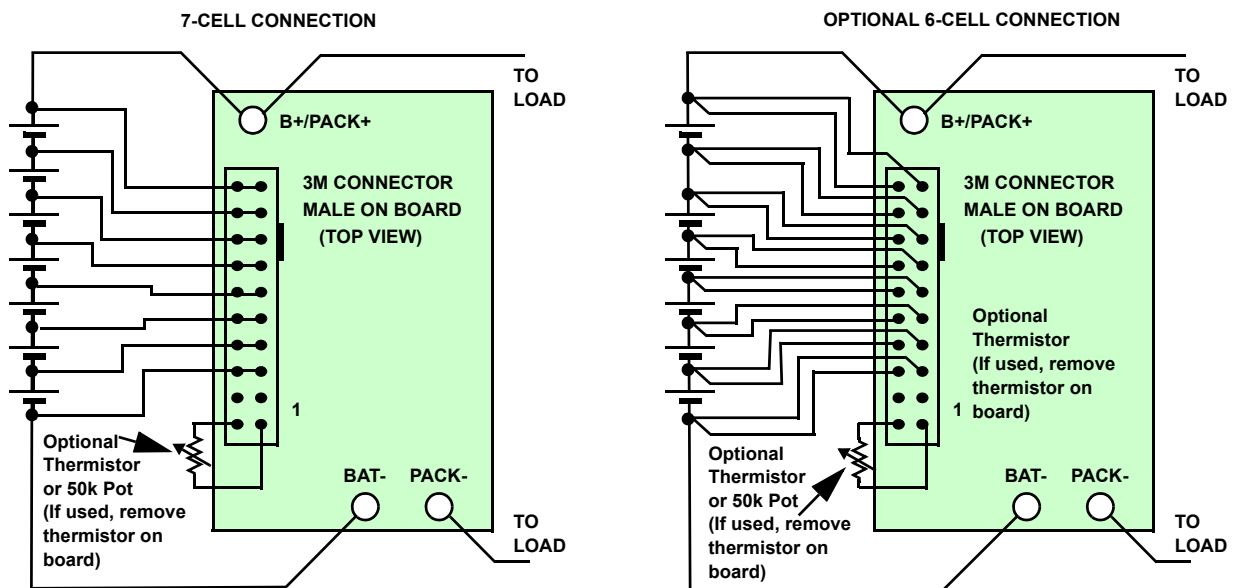 7-CELL CONNECTION
TO
LOAD
B+/PACK+
3M CONNECTOR
MALE ON BOARD
(TOP VIEW)
1
Optional
Thermistor
or 50k Pot
(If used, remove
thermistor on
board)
BAT-
PACK-
TO
LOAD
OPTIONAL 6-CELL CONNECTION
TO
LOAD
B+/PACK+
3M CONNECTOR
MALE ON BOARD
(TOP VIEW)
Optional
Thermistor
(If used, remove
thermistor on
board)
1
Optional
Thermistor
or 50k Pot
(If used, remove
thermistor on
board)
BAT-
PACK-
TO
LOAD